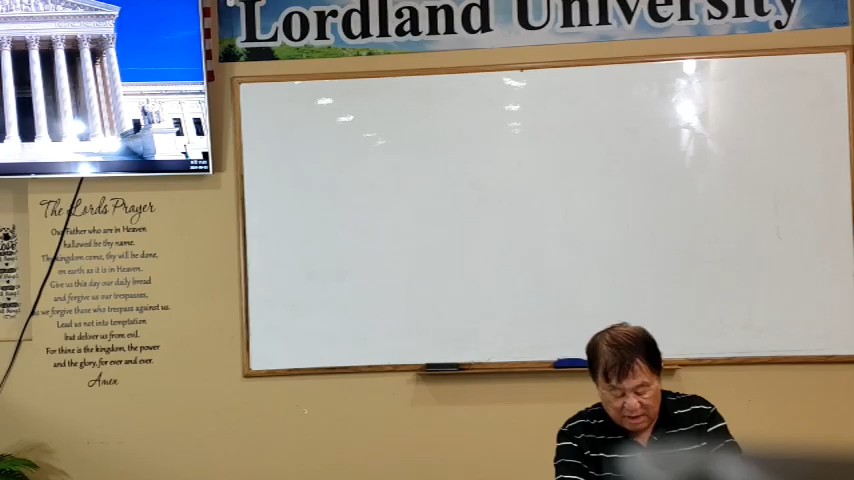 Lordland University
The Lord's Prayer
Our Father who are in Heaven
hallowed be thy name.
Thy kingdom come, thy will be done,
on earth as it is in Heaven.
Give us this day our daily bread
and forgive us our trespasses,
as we forgive those who trespass against us.
Lead us not into temptation
but deliver us from evil.
For thine is the kingdom, the power
and the glory, for ever and ever.
Amen